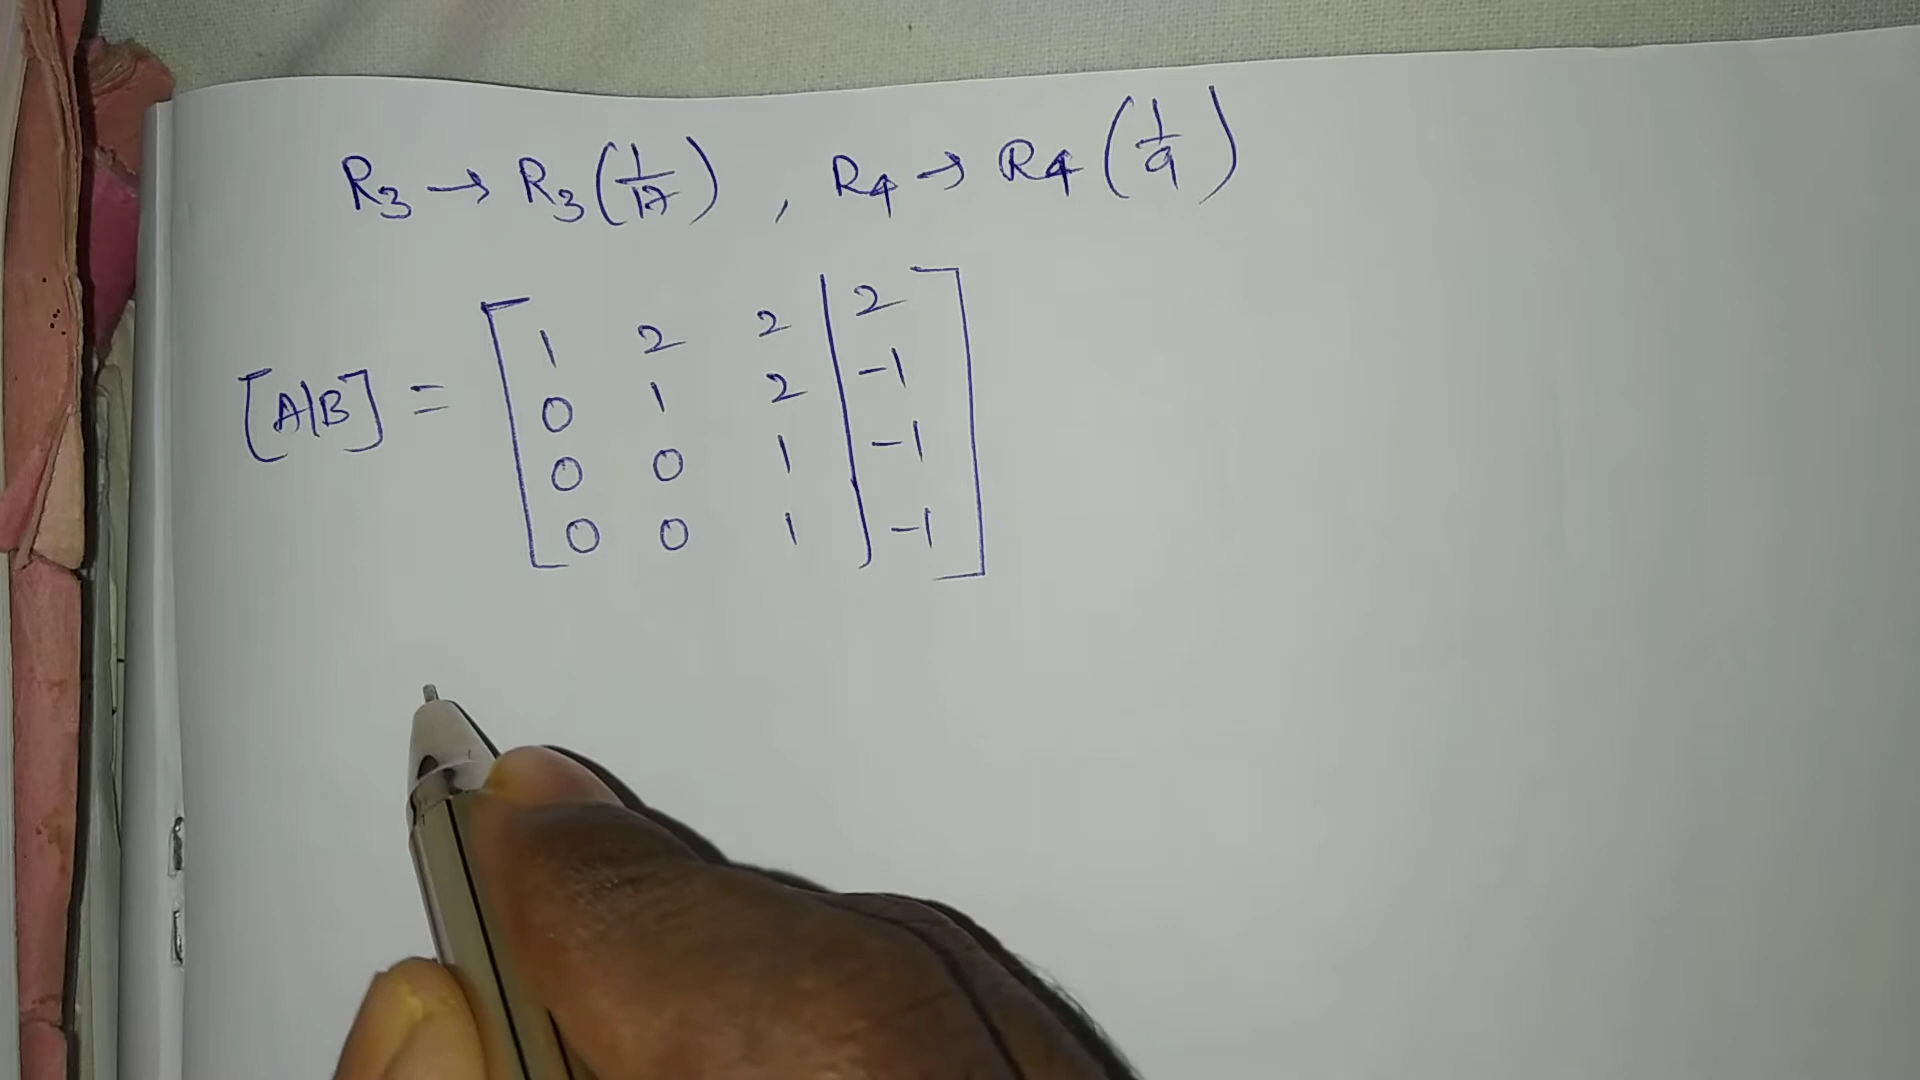 R3 → R3 (1/17) , R4 → R4 (1/9)
[A|B] = [ 1 2 2 | 2
0 1 2 | -1
0 0 1 | -1
0 0 1 | -1 ]